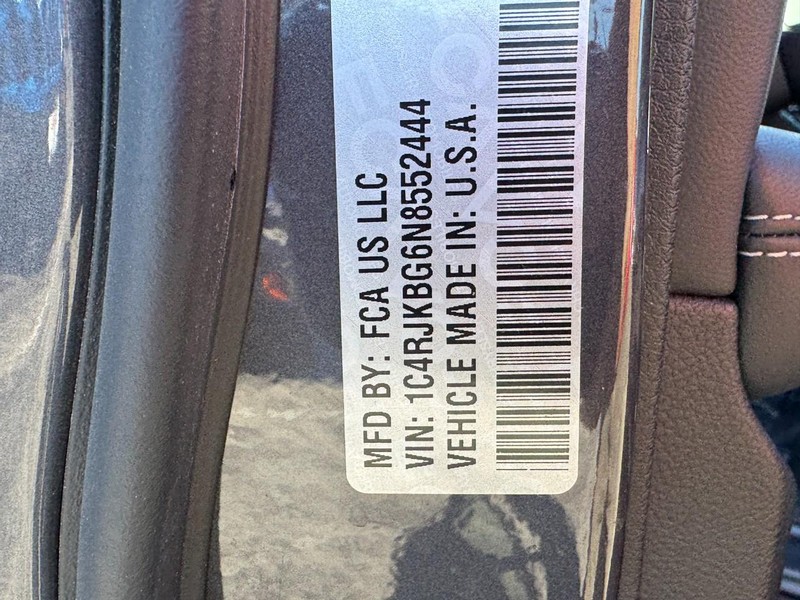 MFD BY: FCA US LLC
VIN: 1C4RJKBG6N8552444
VEHICLE MADE IN: U.S.A.